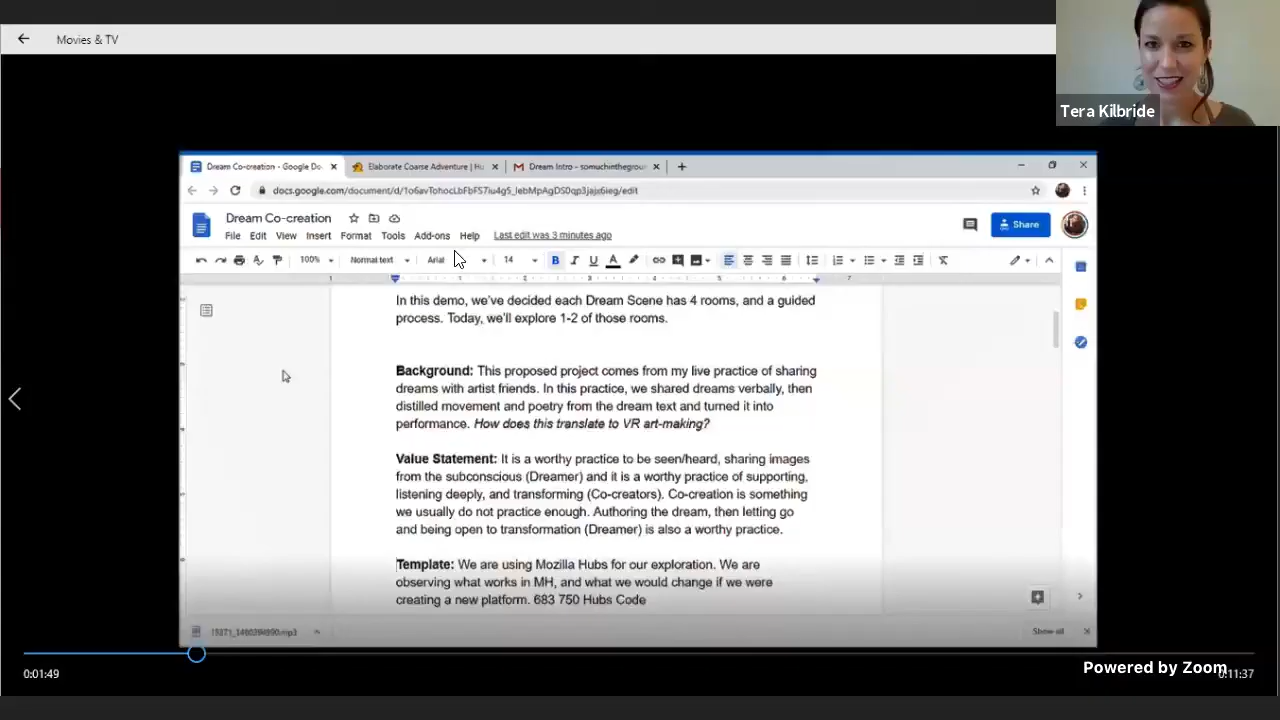 Movies & TV
Tera Kilbride
Dream Co-creation - Google Do
Elaborate Coarse Adventure | Hu
Dream Intro - somuchinthegrou
Dream Co-creation
File Edit View Insert Format Tools Add-ons Help Last edit was 3 minutes ago
Share
100% Normal text Arial 14 B I U A
1 1 2 3 4 5 6 7
In this demo, we've decided each Dream Scene has 4 rooms, and a guided
process. Today, we'll explore 1-2 of those rooms.
Background: This proposed project comes from my live practice of sharing
dreams with artist friends. In this practice, we shared dreams verbally, then
distilled movement and poetry from the dream text and turned it into
performance. How does this translate to VR art-making?
Value Statement: It is a worthy practice to be seen/heard, sharing images
from the subconscious (Dreamer) and it is a worthy practice of supporting,
listening deeply, and transforming (Co-creators). Co-creation is something
we usually do not practice enough. Authoring the dream, then letting go
and being open to transformation (Dreamer) is also a worthy practice.
Template: We are using Mozilla Hubs for our exploration. We are
observing what works in MH, and what we would change if we were
creating a new platform. 683 750 Hubs Code
Show all
0:01:49
Powered by Zoom
0:11:37